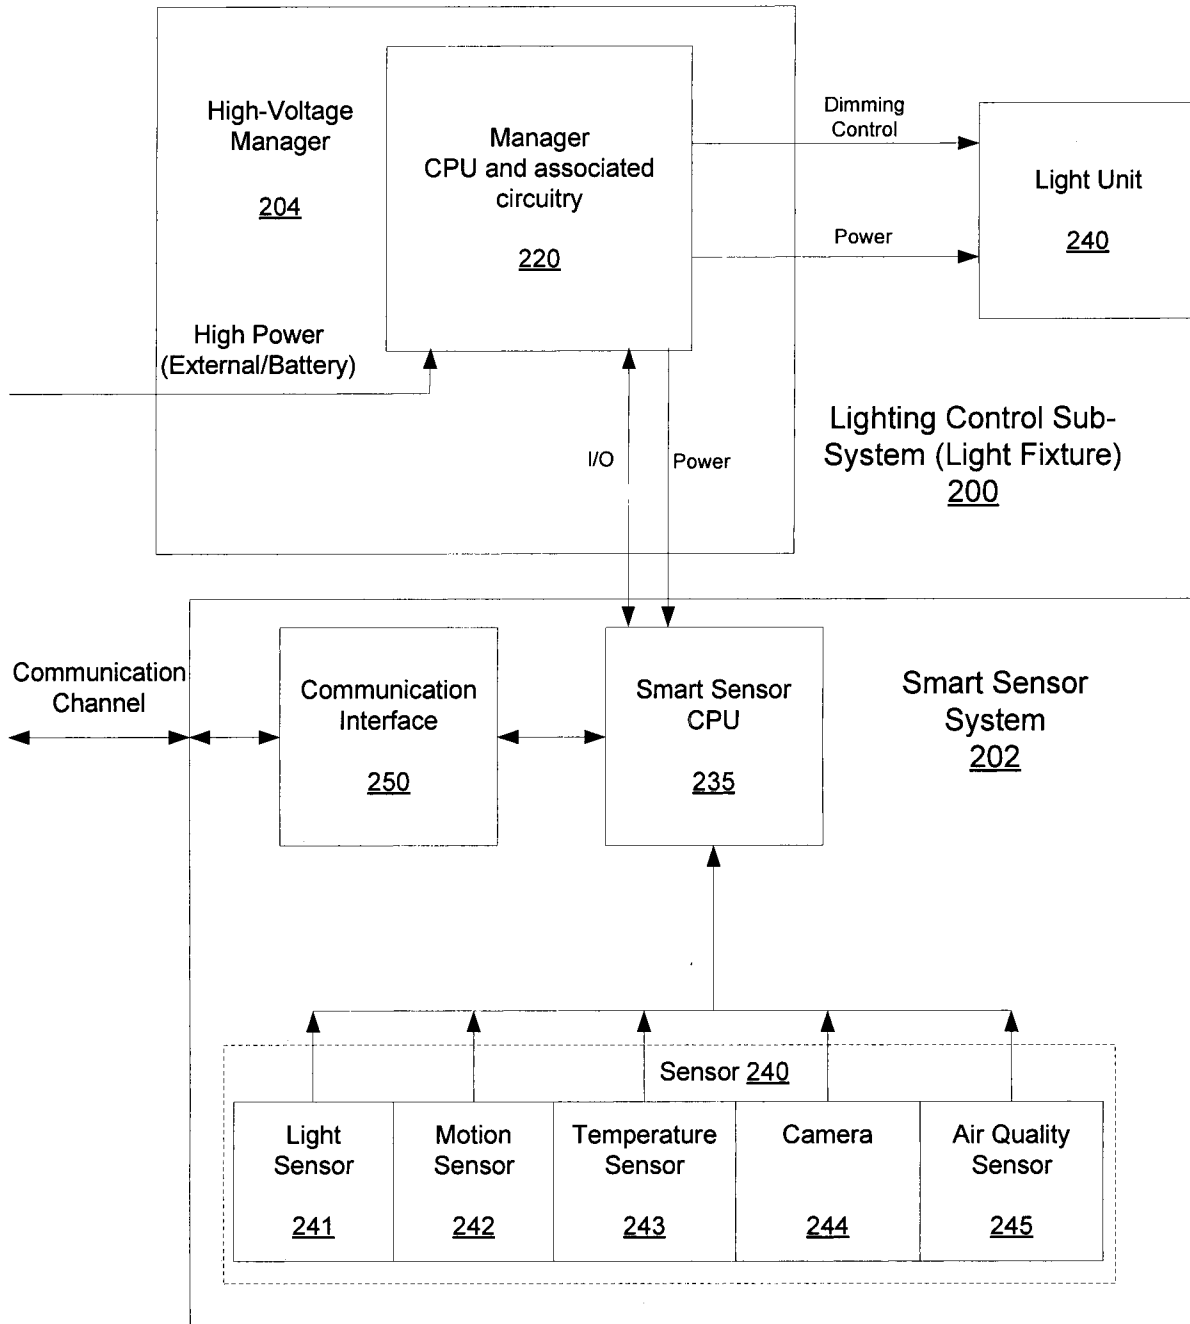 High-Voltage
Manager
204
Manager
CPU and associated
circuitry
220
Dimming
Control
Power
Light Unit
240
High Power
(External/Battery)
I/O
Power
Lighting Control Sub-
System (Light Fixture)
200
Communication
Channel
Communication
Interface
250
Smart Sensor
CPU
235
Smart Sensor
System
202
Sensor 240
Light
Sensor
241
Motion
Sensor
242
Temperature
Sensor
243
Camera
244
Air Quality
Sensor
245